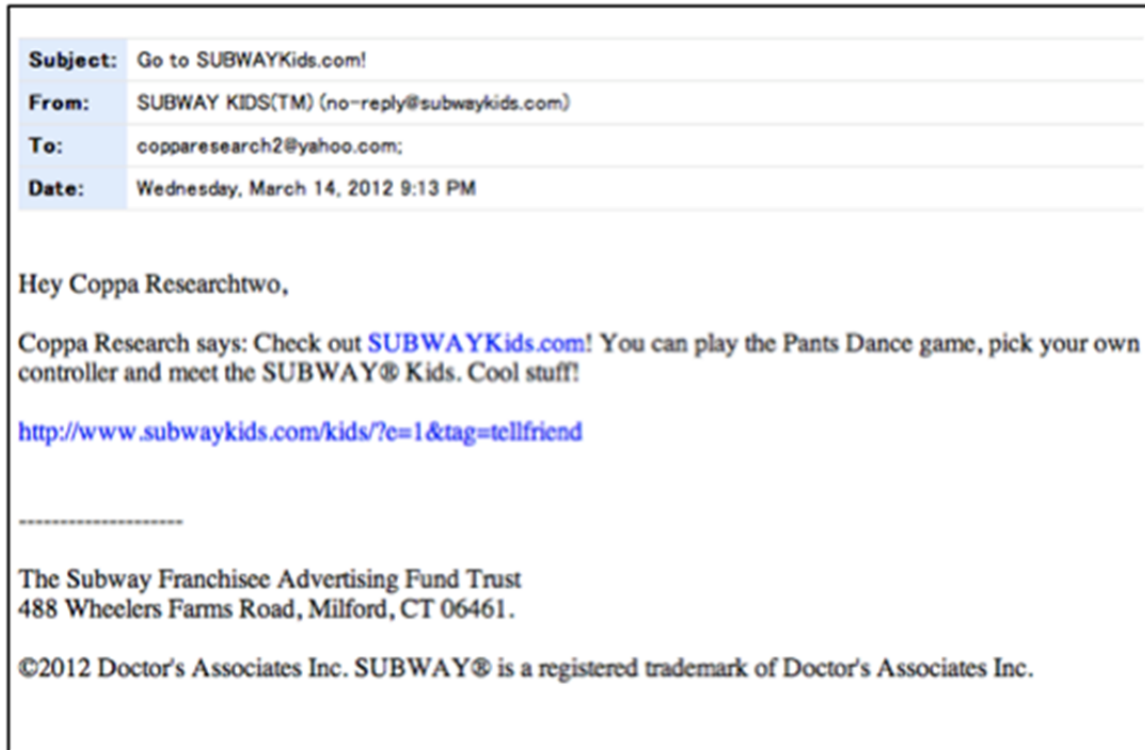 Subject: Go to SUBWAYKids.com!
From: SUBWAY KIDS(TM) (no-reply@subwaykids.com)
To: copparesearch2@yahoo.com;
Date: Wednesday, March 14, 2012 9:13 PM
Hey Coppa Researchtwo,
Coppa Research says: Check out SUBWAYKids.com! You can play the Pants Dance game, pick your own
controller and meet the SUBWAY® Kids. Cool stuff!
http://www.subwaykids.com/kids/?e=1&tag=tellfriend
---------------------
The Subway Franchisee Advertising Fund Trust
488 Wheelers Farms Road, Milford, CT 06461.
©2012 Doctor's Associates Inc. SUBWAY® is a registered trademark of Doctor's Associates Inc.